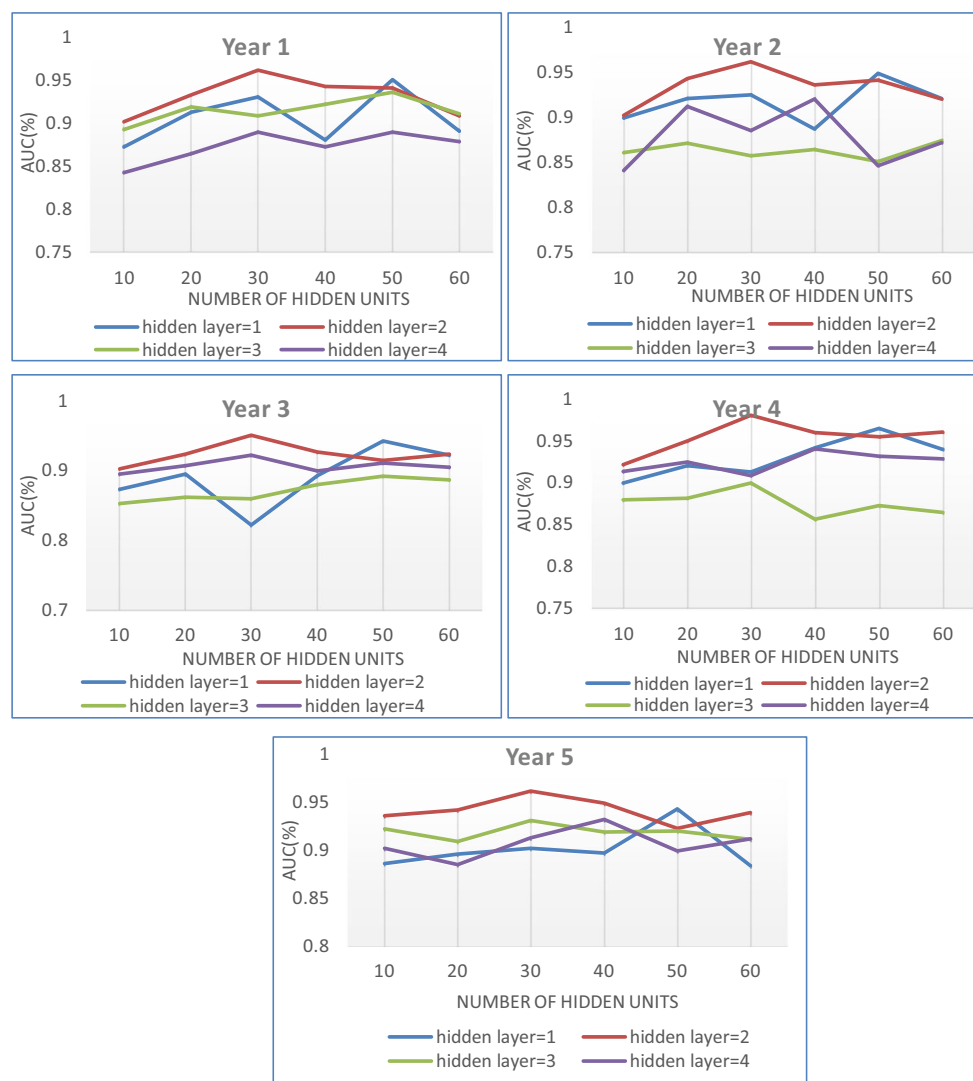 Year 1
1
0.95
0.9
0.85
0.8
0.75
AUC(%)
10 20 30 40 50 60
NUMBER OF HIDDEN UNITS
hidden layer=1 hidden layer=2
hidden layer=3 hidden layer=4
Year 2
1
0.95
0.9
0.85
0.8
0.75
AUC(%)
10 20 30 40 50 60
NUMBER OF HIDDEN UNITS
hidden layer=1 hidden layer=2
hidden layer=3 hidden layer=4
Year 3
1
0.9
0.8
0.7
AUC(%)
10 20 30 40 50 60
NUMBER OF HIDDEN UNITS
hidden layer=1 hidden layer=2
hidden layer=3 hidden layer=4
Year 4
1
0.95
0.9
0.85
0.8
0.75
AUC(%)
10 20 30 40 50 60
NUMBER OF HIDDEN UNITS
hidden layer=1 hidden layer=2
hidden layer=3 hidden layer=4
Year 5
1
0.95
0.9
0.85
0.8
AUC(%)
10 20 30 40 50 60
NUMBER OF HIDDEN UNITS
hidden layer=1 hidden layer=2
hidden layer=3 hidden layer=4